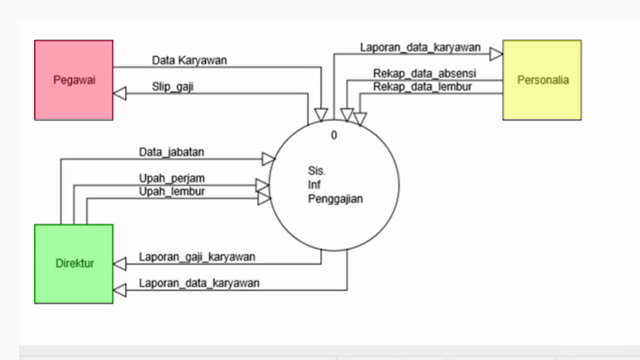 Pegawai
Data Karyawan
Slip_gaji
Laporan_data_karyawan
Rekap_data_absensi
Rekap_data_lembur
Personalia
0
Sis.
Inf
Penggajian
Data_jabatan
Upah_perjam
Upah_lembur
Direktur
Laporan_gaji_karyawan
Laporan_data_karyawan